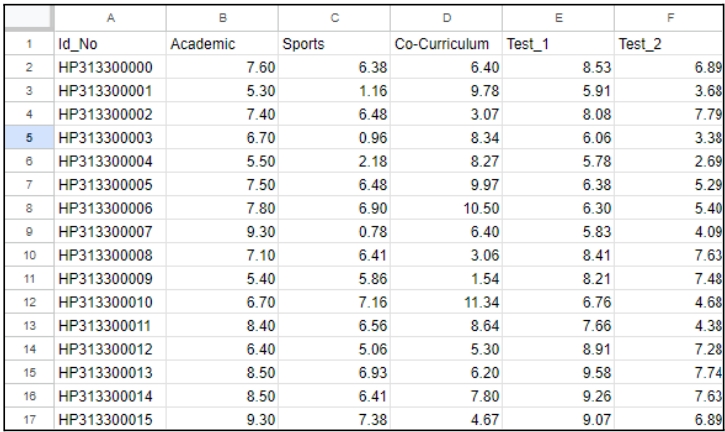 A B C D E F
1 Id_No Academic Sports Co-Curriculum Test_1 Test_2
2 HP313300000 7.60 6.38 6.40 8.53 6.89
3 HP313300001 5.30 1.16 9.78 5.91 3.68
4 HP313300002 7.40 6.48 3.07 8.08 7.79
5 HP313300003 6.70 0.96 8.34 6.06 3.38
6 HP313300004 5.50 2.18 8.27 5.78 2.69
7 HP313300005 7.50 6.48 9.97 6.38 5.29
8 HP313300006 7.80 6.90 10.50 6.30 5.40
9 HP313300007 9.30 0.78 6.40 5.83 4.09
10 HP313300008 7.10 6.41 3.06 8.41 7.63
11 HP313300009 5.40 5.86 1.54 8.21 7.48
12 HP313300010 6.70 7.16 11.34 6.76 4.68
13 HP313300011 8.40 6.56 8.64 7.66 4.38
14 HP313300012 6.40 5.06 5.30 8.91 7.28
15 HP313300013 8.50 6.93 6.20 9.58 7.74
16 HP313300014 8.50 6.41 7.80 9.26 7.63
17 HP313300015 9.30 7.38 4.67 9.07 6.89